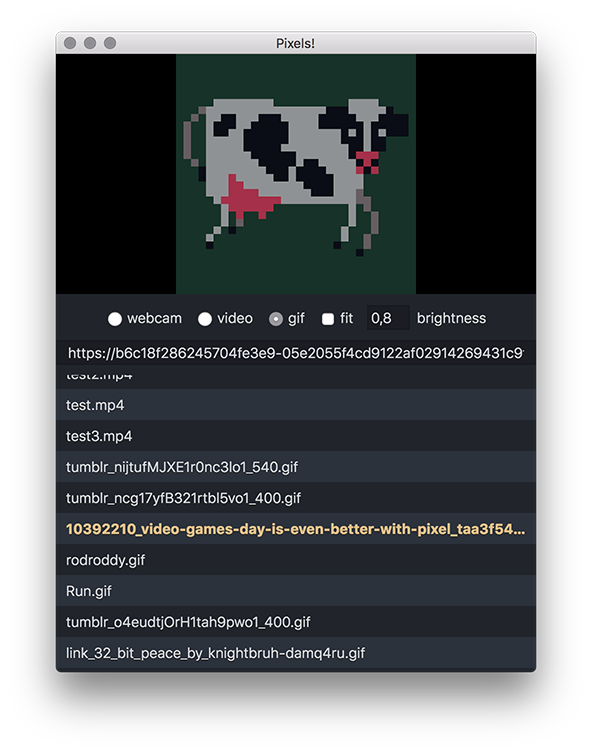 Pixels!
webcam video gif fit 0,8 brightness
https://b6c18f286245704fe3e9-05e2055f4cd9122af02914269431c9
test2.mp4
test.mp4
test3.mp4
tumblr_nijtufMJXE1r0nc3lo1_540.gif
tumblr_ncg17yfB321rtbl5vo1_400.gif
10392210_video-games-day-is-even-better-with-pixel_taa3f54...
rodroddy.gif
Run.gif
tumblr_o4eudtjOrH1tah9pwo1_400.gif
link_32_bit_peace_by_knightbruh-damq4ru.gif